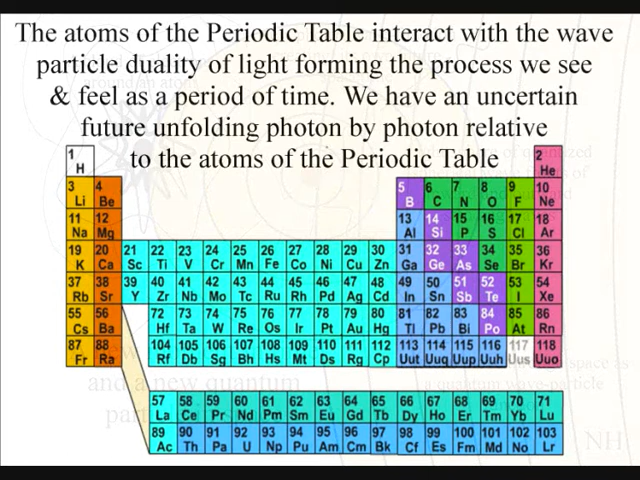 The atoms of the Periodic Table interact with the wave
particle duality of light forming the process we see
& feel as a period of time. We have an uncertain
future unfolding photon by photon relative
to the atoms of the Periodic Table
1 2
H He
3 4 5 6 7 8 9 10
Li Be B C N O F Ne
11 12 13 14 15 16 17 18
Na Mg Al Si P S Cl Ar
19 20 21 22 23 24 25 26 27 28 29 30 31 32 33 34 35 36
K Ca Sc Ti V Cr Mn Fe Co Ni Cu Zn Ga Ge As Se Br Kr
37 38 39 40 41 42 43 44 45 46 47 48 49 50 51 52 53 54
Rb Sr Y Zr Nb Mo Tc Ru Rh Pd Ag Cd In Sn Sb Te I Xe
55 56 72 73 74 75 76 77 78 79 80 81 82 83 84 85 86
Cs Ba Hf Ta W Re Os Ir Pt Au Hg Tl Pb Bi Po At Rn
87 88 104 105 106 107 108 109 110 111 112 113 114 115 116 117 118
Fr Ra Rf Db Sg Bh Hs Mt Ds Rg Cp Uut Uuq Uup Uuh Uus Uuo
57 58 59 60 61 62 63 64 65 66 67 68 69 70 71
La Ce Pr Nd Pm Sm Eu Gd Tb Dy Ho Er Tm Yb Lu
89 90 91 92 93 94 95 96 97 98 99 100 101 102 103
Ac Th Pa U Np Pu Am Cm Bk Cf Es Fm Md No Lr
and a new quantum
a quantum wave-particle
NH